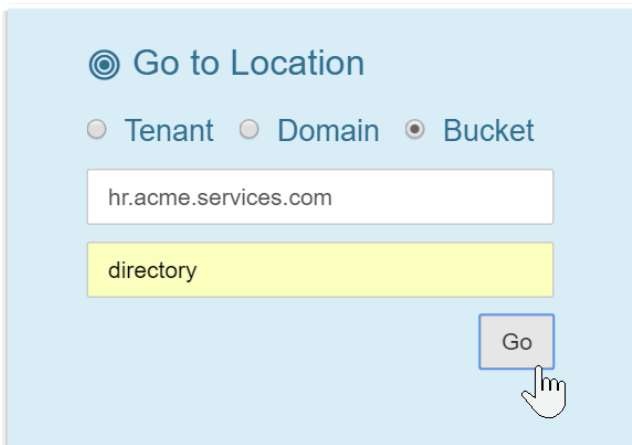 Go to Location
Tenant Domain Bucket
hr.acme.services.com
directory
Go